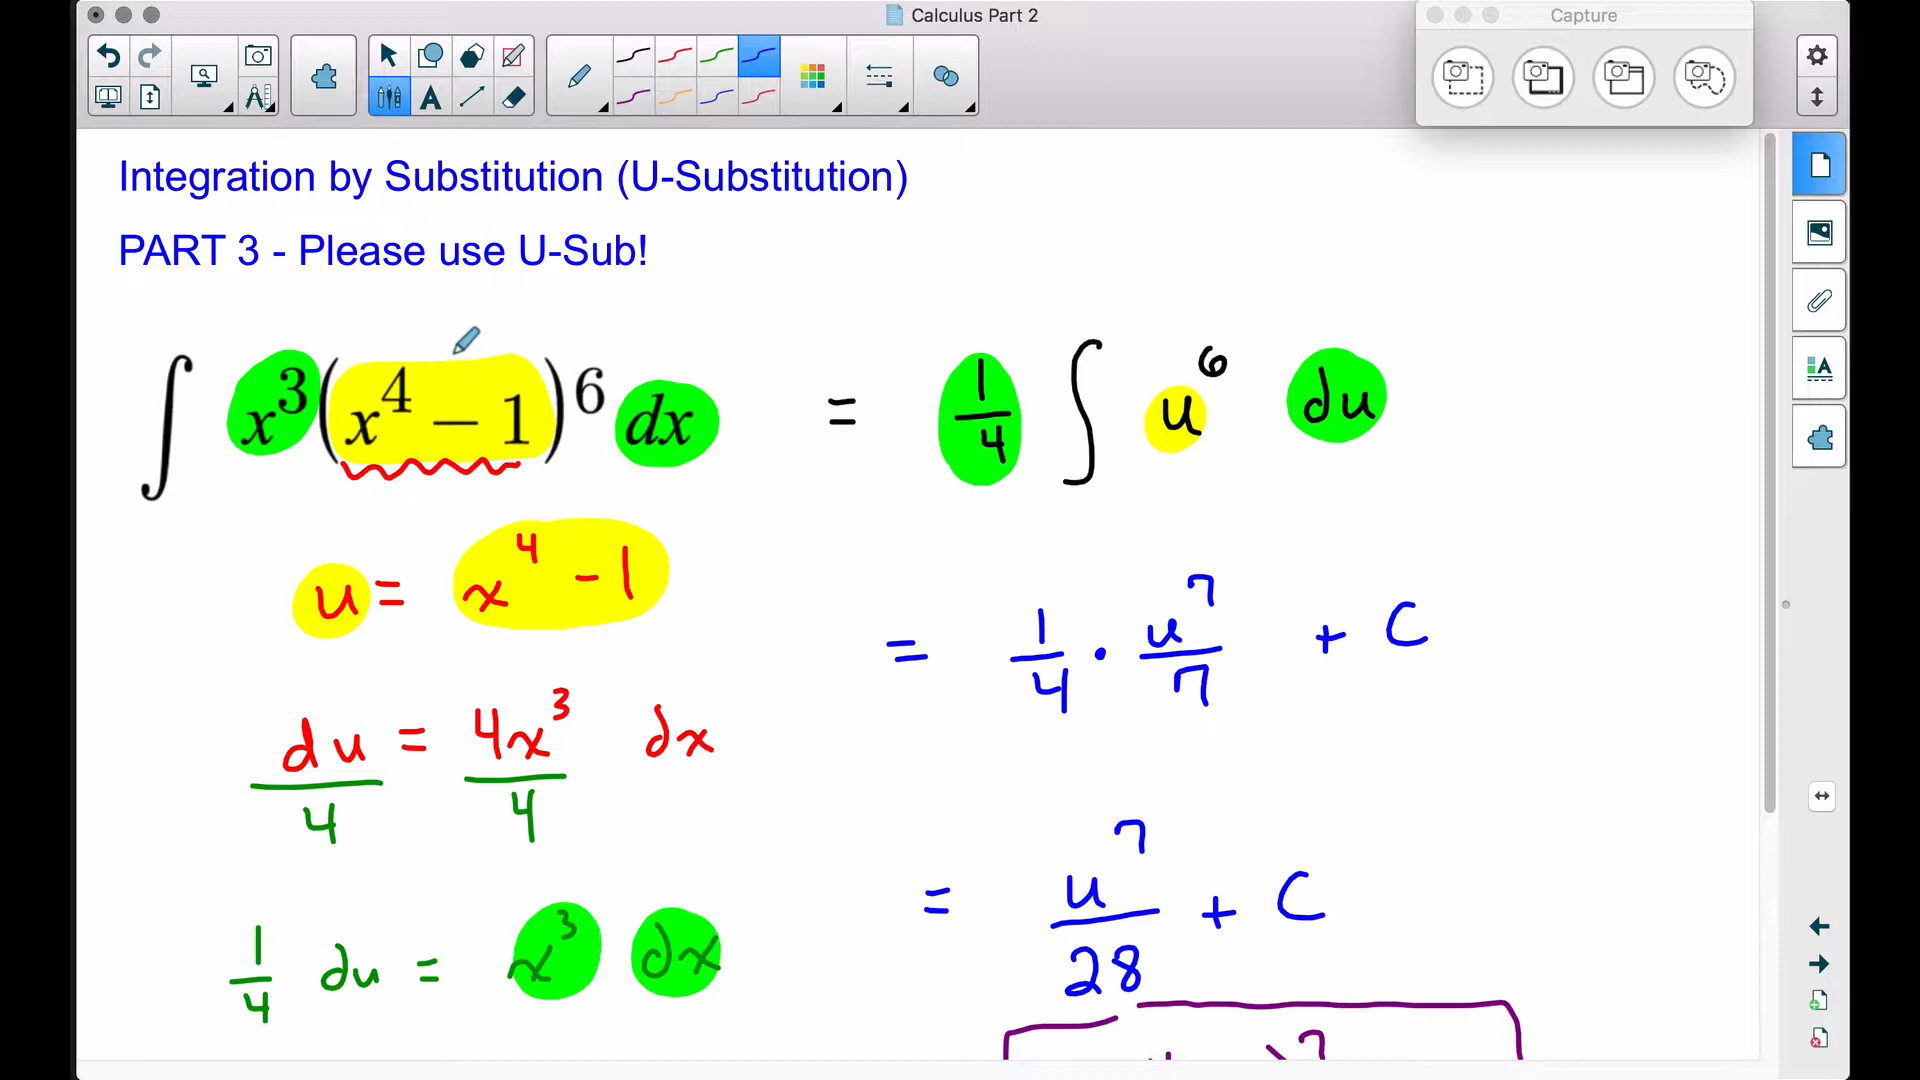 Calculus Part 2
Capture
Integration by Substitution (U-Substitution)
PART 3 - Please use U-Sub!
∫ x³(x⁴ − 1)⁶ dx = 1/4 ∫ u⁶ du
u = x⁴ - 1
= 1/4 · u⁷/7 + C
du/4 = 4x³/4 dx
= u⁷/28 + C
1/4 du = x³ dx